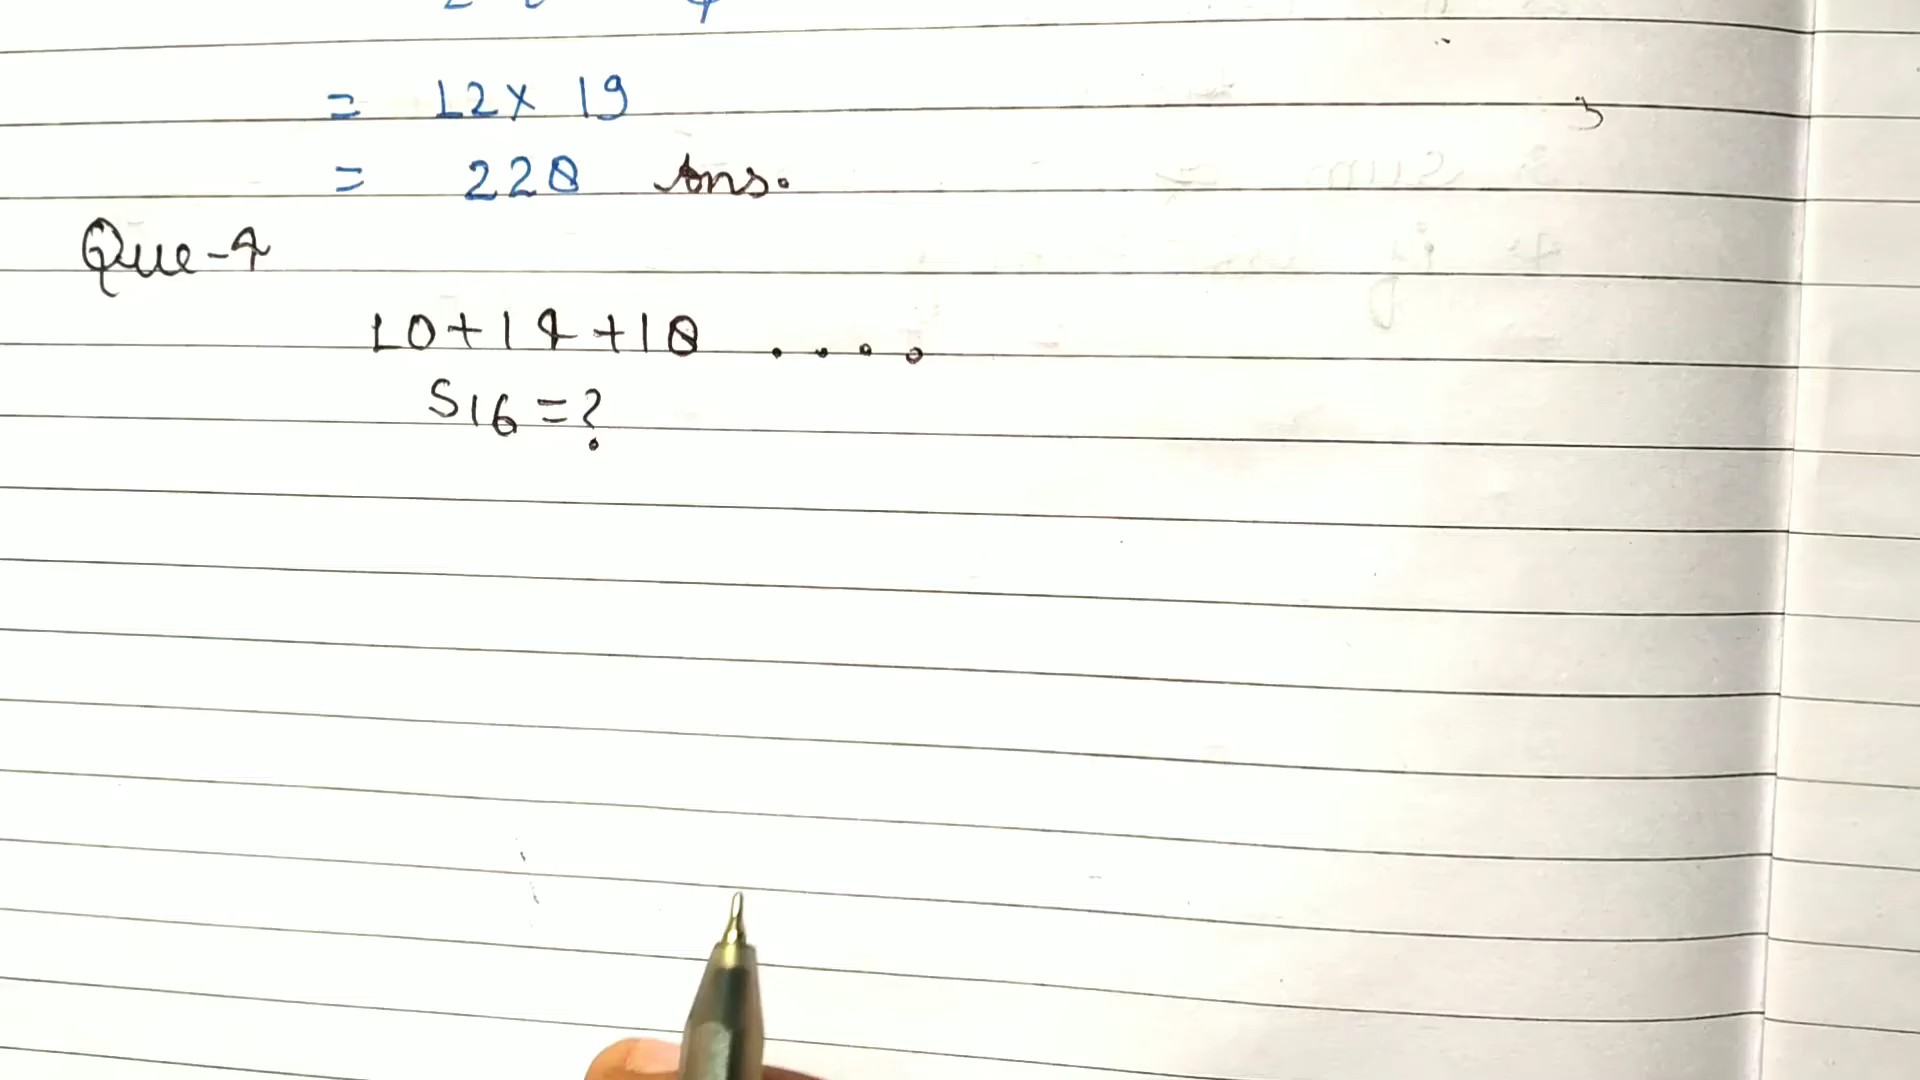 = 12 × 19
= 228 Ans.
Que-4
10+14+18 ....
S16=?